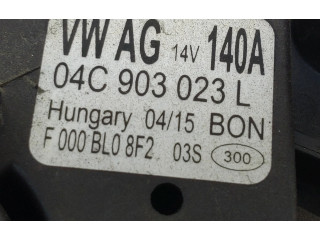 VW AG 14V 140A
04C 903 023 L
Hungary 04/15 BON
F 000 BL0 8F2 03S 300